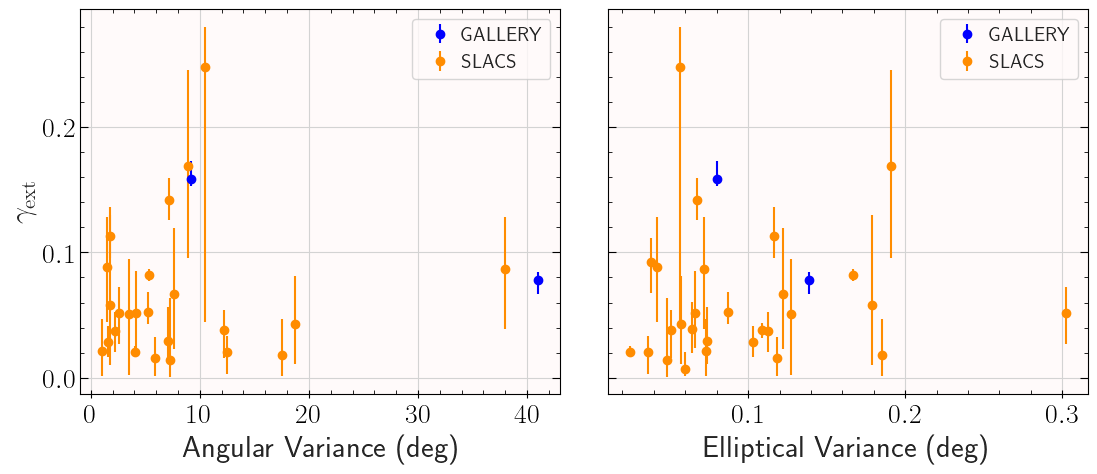 GALLERY
SLACS
GALLERY
SLACS
γext
0.2
0.1
0.0
0 10 20 30 40
0.1 0.2 0.3
Angular Variance (deg)
Elliptical Variance (deg)